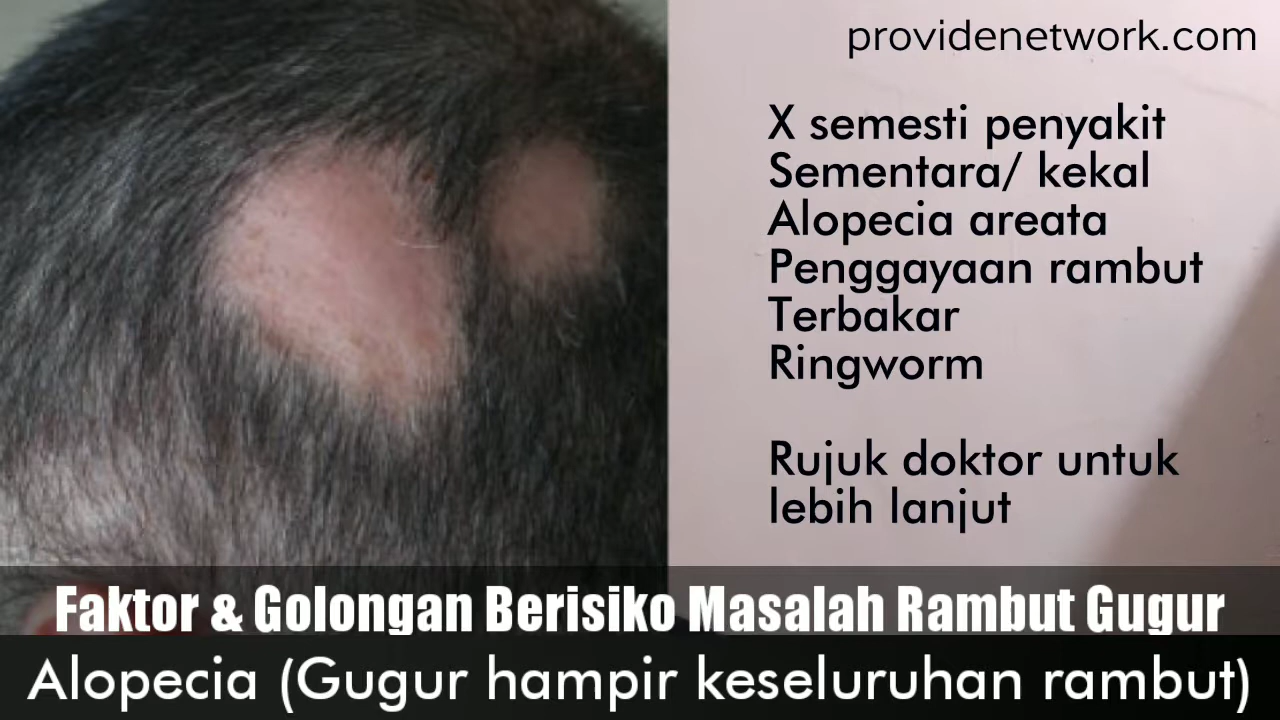 providenetwork.com
X semesti penyakit
Sementara/ kekal
Alopecia areata
Penggayaan rambut
Terbakar
Ringworm
Rujuk doktor untuk
lebih lanjut
Faktor & Golongan Berisiko Masalah Rambut Gugur
Alopecia (Gugur hampir keseluruhan rambut)